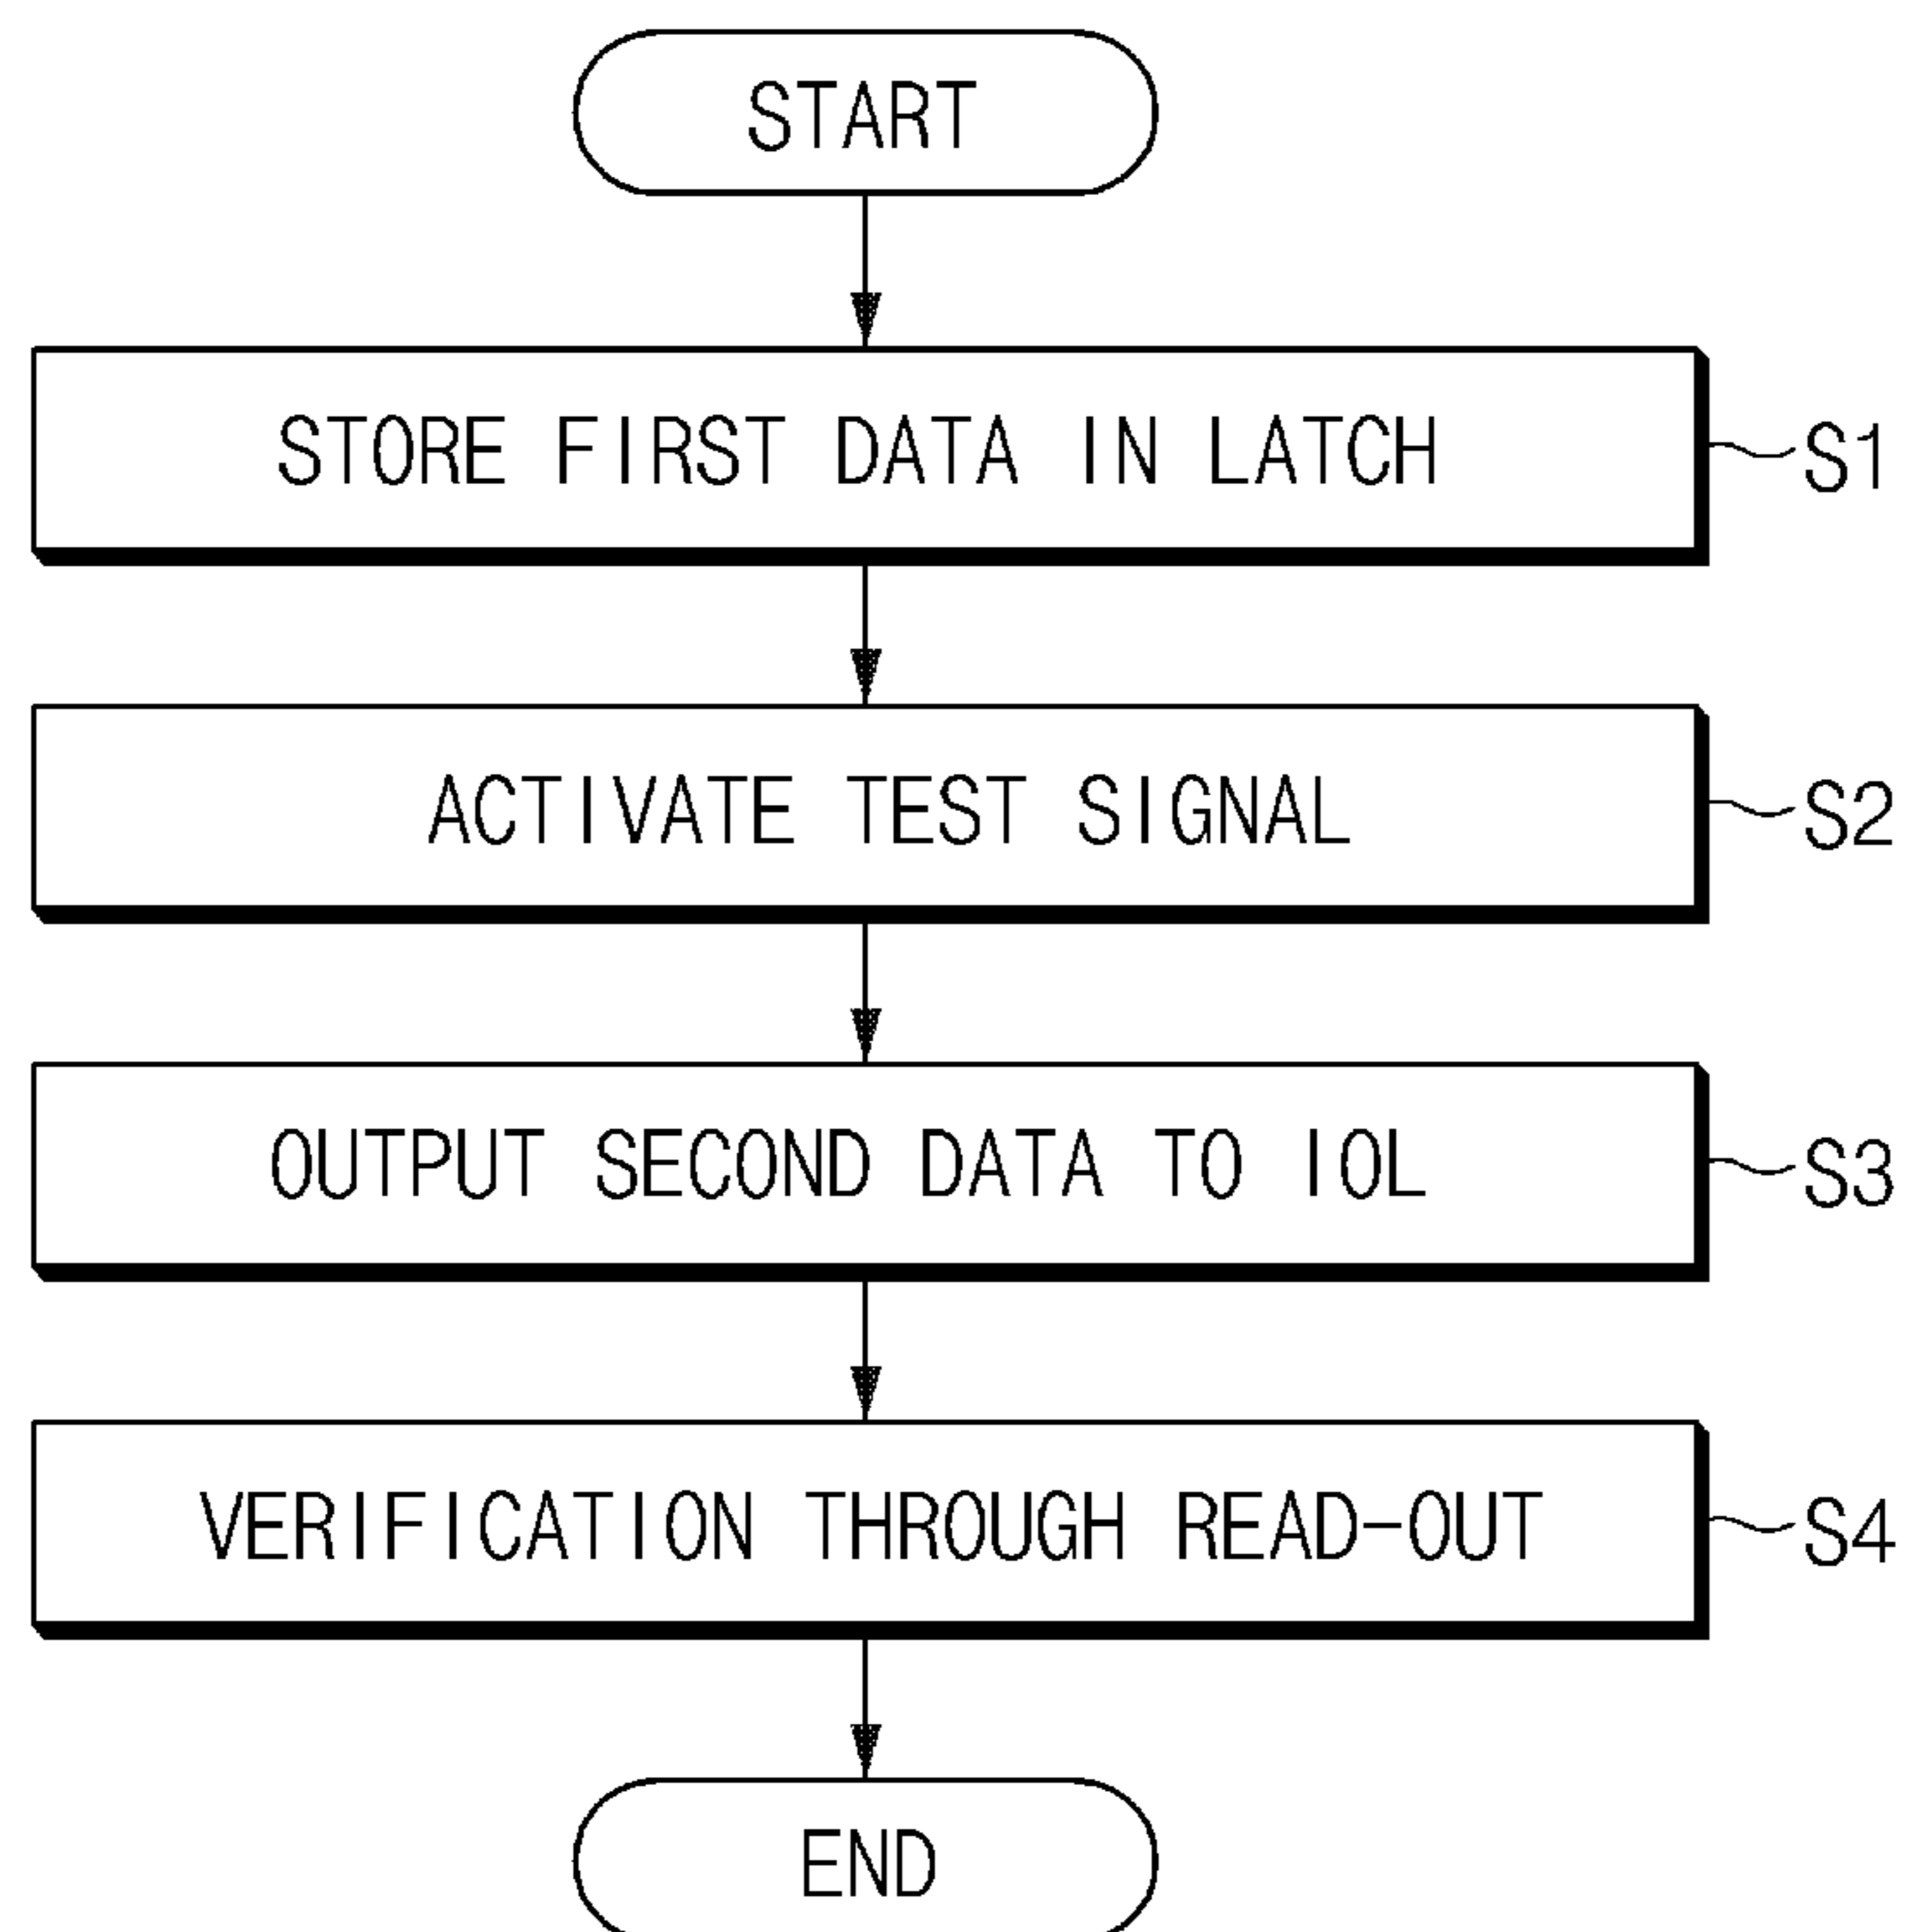 START
STORE FIRST DATA IN LATCH
S1
ACTIVATE TEST SIGNAL
S2
OUTPUT SECOND DATA TO IOL
S3
VERIFICATION THROUGH READ-OUT
S4
END